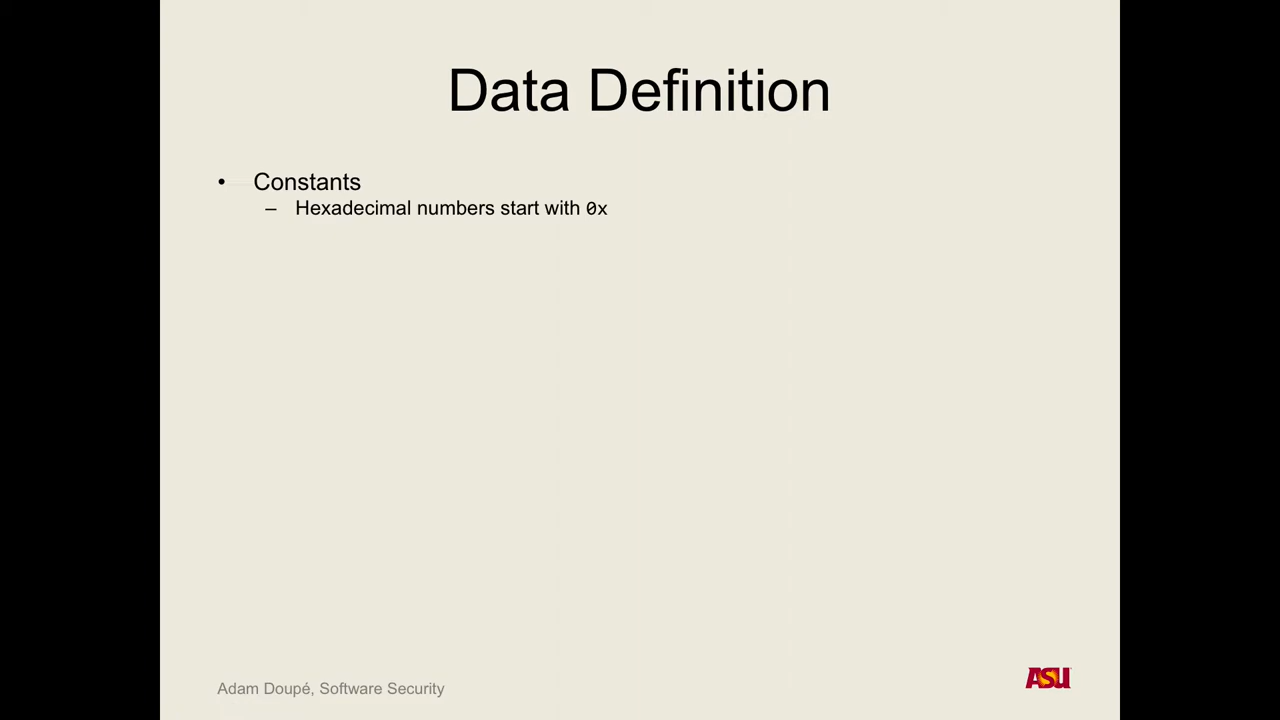 Data Definition
• Constants
– Hexadecimal numbers start with 0x
Adam Doupé, Software Security
ASU